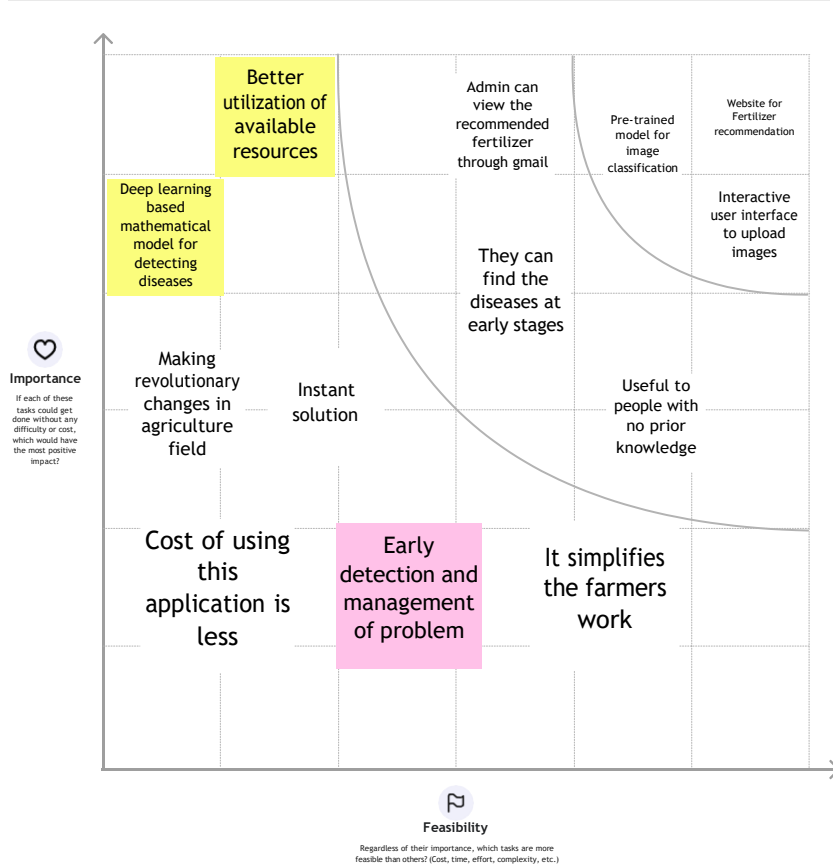 Better
utilization of
available
resources
Admin can
view the
recommended
fertilizer
through gmail
Pre-trained
model for
image
classification
Website for
Fertilizer
recommendation
Deep learning
based
mathematical
model for
detecting
diseases
Interactive
user interface
to upload
images
They can
find the
diseases at
early stages
Importance
If each of these
tasks could get
done without any
difficulty or cost,
which would have
the most positive
impact?
Making
revolutionary
changes in
agriculture
field
Instant
solution
Useful to
people with
no prior
knowledge
Cost of using
this
application is
less
Early
detection and
management
of problem
It simplifies
the farmers
work
Feasibility
Regardless of their importance, which tasks are more
feasible than others? (Cost, time, effort, complexity, etc.)